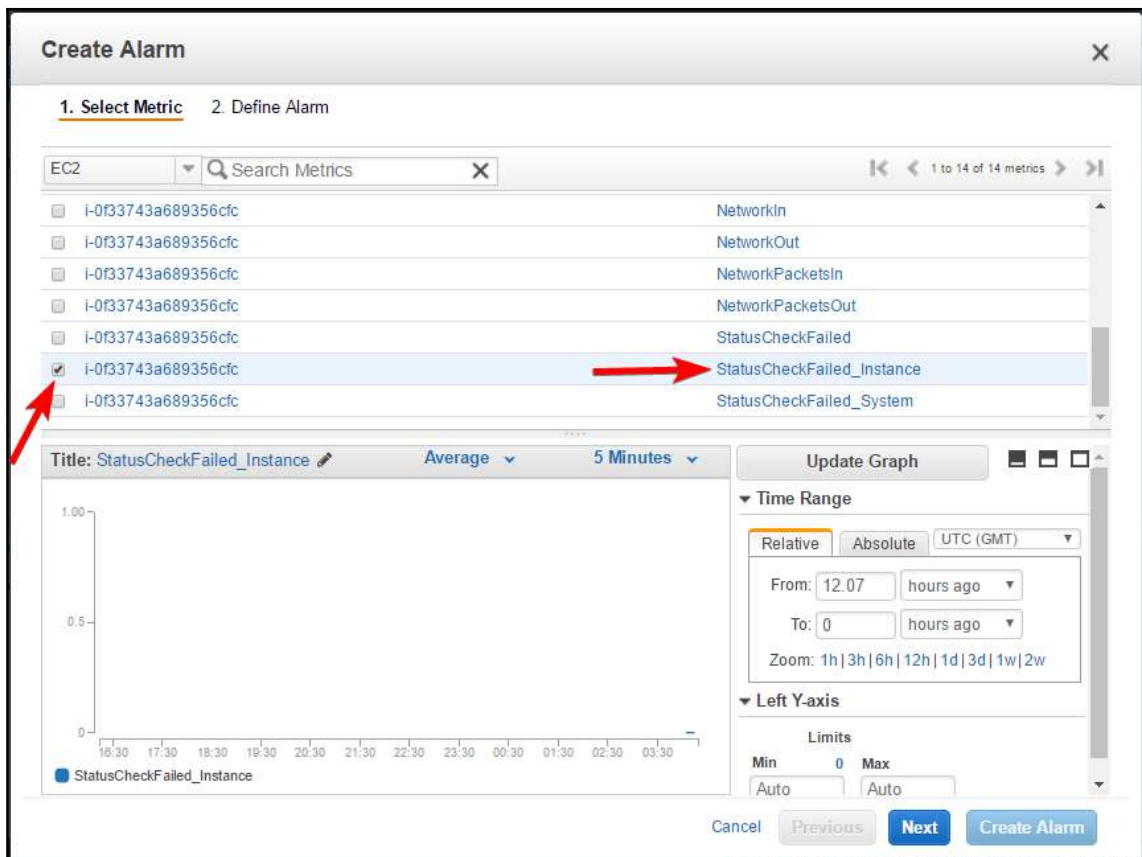 Create Alarm
1. Select Metric 2. Define Alarm
EC2 Search Metrics 1 to 14 of 14 metrics
i-0f33743a689356cfc NetworkIn
i-0f33743a689356cfc NetworkOut
i-0f33743a689356cfc NetworkPacketsIn
i-0f33743a689356cfc NetworkPacketsOut
i-0f33743a689356cfc StatusCheckFailed
i-0f33743a689356cfc StatusCheckFailed_Instance
i-0f33743a689356cfc StatusCheckFailed_System
Title: StatusCheckFailed_Instance Average 5 Minutes
1.00
0.5
0
16:30 17:30 18:30 19:30 20:30 21:30 22:30 23:30 00:30 01:30 02:30 03:30
StatusCheckFailed_Instance
Update Graph
Time Range
Relative Absolute UTC (GMT)
From: 12.07 hours ago
To: 0 hours ago
Zoom: 1h | 3h | 6h | 12h | 1d | 3d | 1w | 2w
Left Y-axis
Limits
Min 0 Max
Auto Auto
Cancel Previous Next Create Alarm